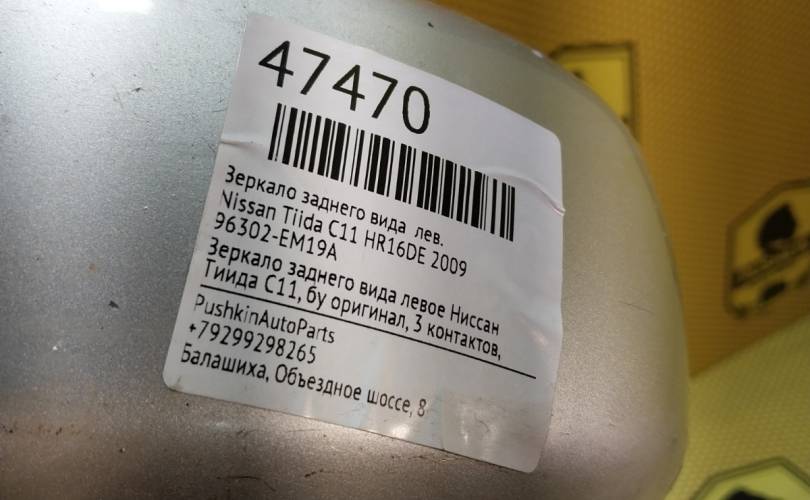 47470
Зеркало заднего вида лев.
Nissan Tiida C11 HR16DE 2009
96302-EM19A
Зеркало заднего вида левое Ниссан
Тиида С11, бу оригинал, 3 контактов,
PushkinAutoParts
+79299298265
Балашиха, Объездное шоссе, 8